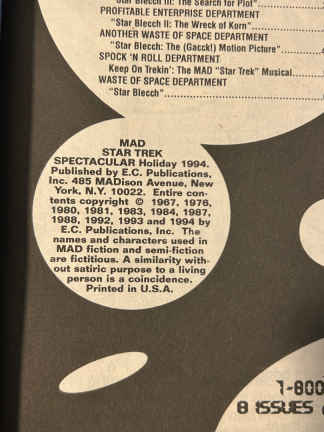 "Star Blecch III: The Search for Plot"
PROFITABLE ENTERPRISE DEPARTMENT
"Star Blecch II: The Wreck of Korn"
ANOTHER WASTE OF SPACE DEPARTMENT
"Star Blecch: The (Gacck!) Motion Picture"
SPOCK 'N ROLL DEPARTMENT
Keep On Trekin': The MAD "Star Trek" Musical
WASTE OF SPACE DEPARTMENT
"Star Blecch"
MAD
STAR TREK
SPECTACULAR Holiday 1994.
Published by E.C. Publications,
Inc. 485 MADison Avenue, New
York, N.Y. 10022. Entire con-
tents copyright © 1967, 1976,
1980, 1981, 1983, 1984, 1987,
1988, 1992, 1993 and 1994 by
E.C. Publications, Inc. The
names and characters used in
MAD fiction and semi-fiction
are fictitious. A similarity with-
out satiric purpose to a living
person is a coincidence.
Printed in U.S.A.
1-800
8 ISSUES